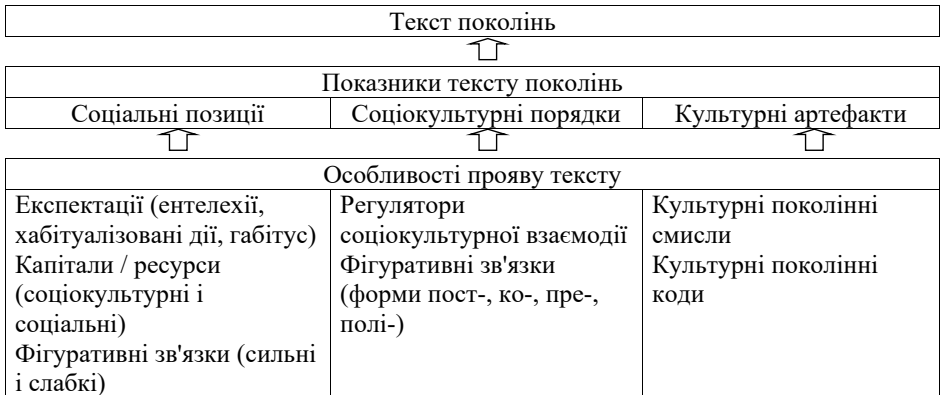 Текст поколінь
Показники тексту поколінь
Соціальні позиції
Соціокультурні порядки
Культурні артефакти
Особливості прояву тексту
Експектації (ентелехії,
хабітуалізовані дії, габітус)
Капітали / ресурси
(соціокультурні і
соціальні)
Фігуративні зв'язки (сильні
і слабкі)
Регулятори
соціокультурної взаємодії
Фігуративні зв'язки
(форми пост-, ко-, пре-,
полі-)
Культурні поколінні
смисли
Культурні поколінні
коди